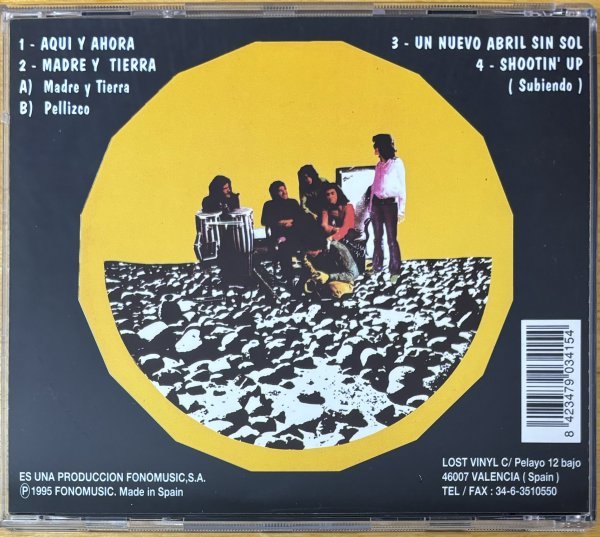 1 - AQUI Y AHORA
2 - MADRE Y TIERRA
A) Madre y Tierra
B) Pellizco
3 - UN NUEVO ABRIL SIN SOL
4 - SHOOTIN' UP
( Subiendo )
8 423479 034154
ES UNA PRODUCCION FONOMUSIC,S.A.
Ⓟ 1995 FONOMUSIC. Made in Spain
LOST VINYL C/ Pelayo 12 bajo
46007 VALENCIA ( Spain )
TEL / FAX : 34-6-3510550